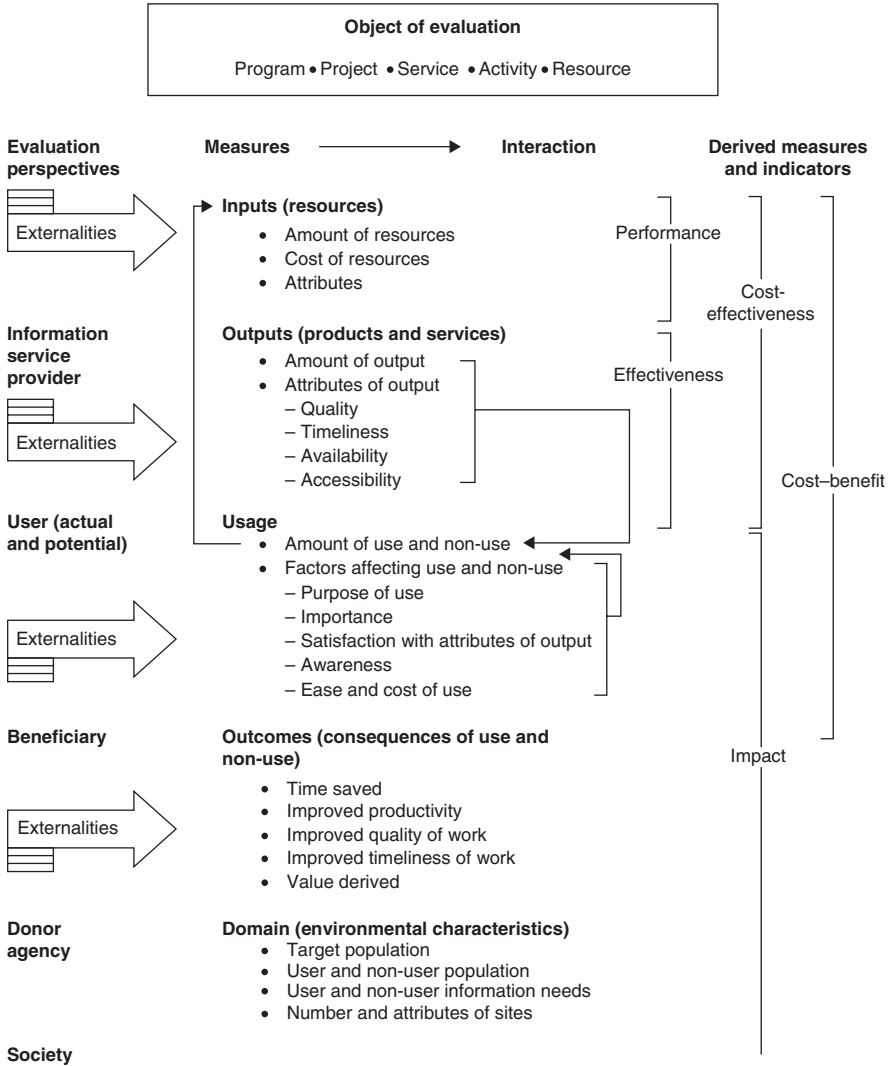 Object of evaluation
Program • Project • Service • Activity • Resource
Evaluation perspectives
Measures
Interaction
Derived measures and indicators
Externalities
Inputs (resources)
• Amount of resources
• Cost of resources
• Attributes
Performance
Cost-effectiveness
Information service provider
Externalities
Outputs (products and services)
• Amount of output
• Attributes of output
– Quality
– Timeliness
– Availability
– Accessibility
Effectiveness
Cost–benefit
User (actual and potential)
Externalities
Usage
• Amount of use and non-use
• Factors affecting use and non-use
– Purpose of use
– Importance
– Satisfaction with attributes of output
– Awareness
– Ease and cost of use
Beneficiary
Externalities
Outcomes (consequences of use and non-use)
• Time saved
• Improved productivity
• Improved quality of work
• Improved timeliness of work
• Value derived
Impact
Donor agency
Domain (environmental characteristics)
• Target population
• User and non-user population
• User and non-user information needs
• Number and attributes of sites
Society